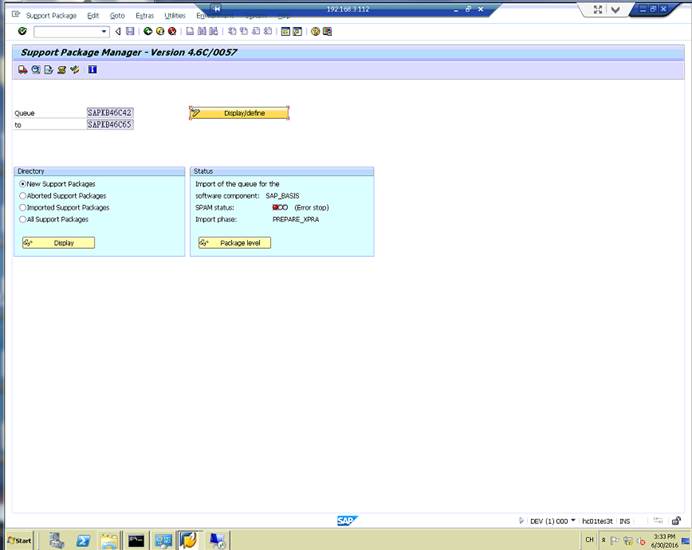 192.168.3.112
Support Package Edit Goto Extras Utilities
Support Package Manager - Version 4.6C/0057
Queue SAPKB46C42 Display/define
to SAPKB46C65
Directory
New Support Packages
Aborted Support Packages
Imported Support Packages
All Support Packages
Display
Status
Import of the queue for the
software component: SAP_BASIS
SPAM status: (Error stop)
Import phase: PREPARE_XPRA
Package level
SAP
DEV (1) 000 hc01tes3t INS
Start
CH
3:33 PM
6/30/2016